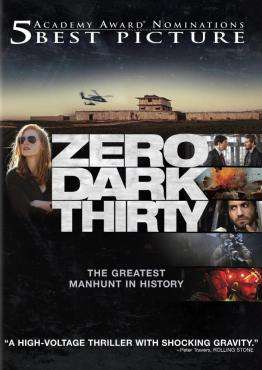 5 ACADEMY AWARD® NOMINATIONS
BEST PICTURE
ZERO
DARK
THIRTY
THE GREATEST
MANHUNT IN HISTORY
"A HIGH-VOLTAGE THRILLER WITH SHOCKING GRAVITY."
–Peter Travers, ROLLING STONE